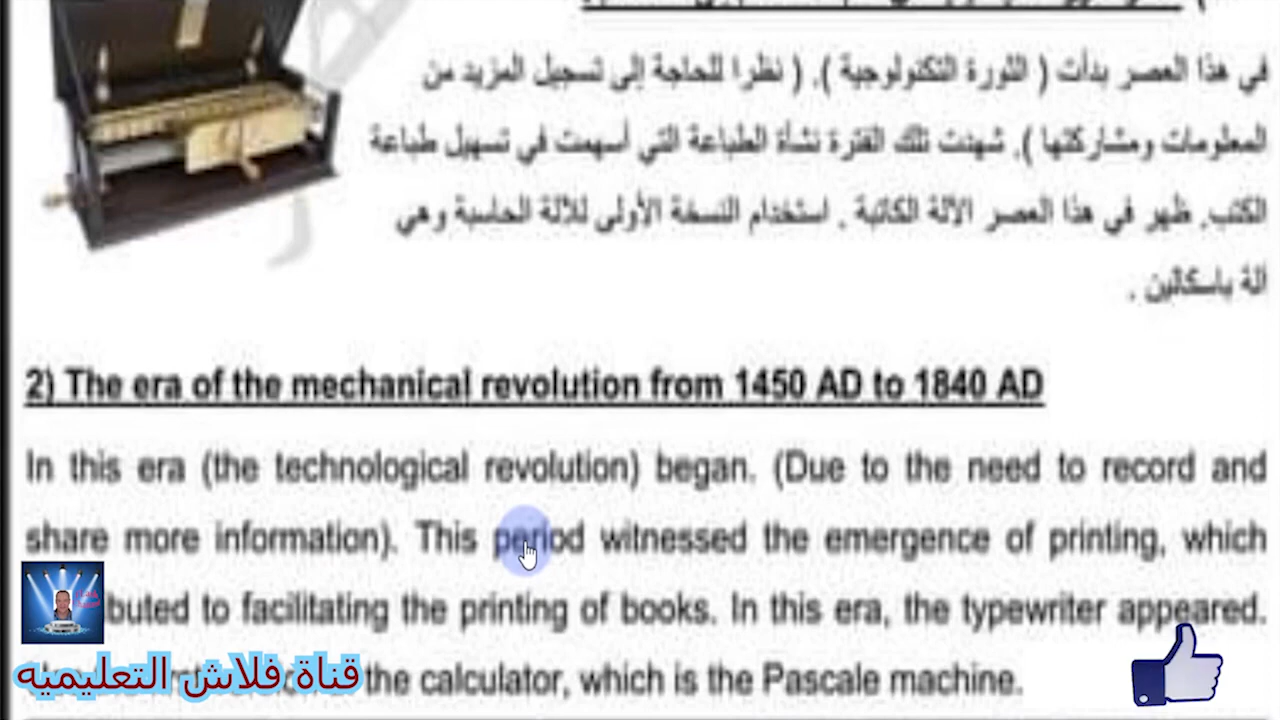 في هذا العصر بدأت ( الثورة التكنولوجية ). ( نظرا للحاجة إلى تسجيل المزيد من
المعلومات ومشاركتها ). شهدت تلك الفترة نشأة الطباعة التي أسهمت في تسهيل طباعة
الكتب. ظهر في هذا العصر الآلة الكاتبة . استخدام النسخة الأولى للآلة الحاسبة وهي
آلة باسكالين .
2) The era of the mechanical revolution from 1450 AD to 1840 AD
In this era (the technological revolution) began. (Due to the need to record and
share more information). This period witnessed the emergence of printing, which
buted to facilitating the printing of books. In this era, the typewriter appeared.
the calculator, which is the Pascale machine.
قناة فلاش التعليميه